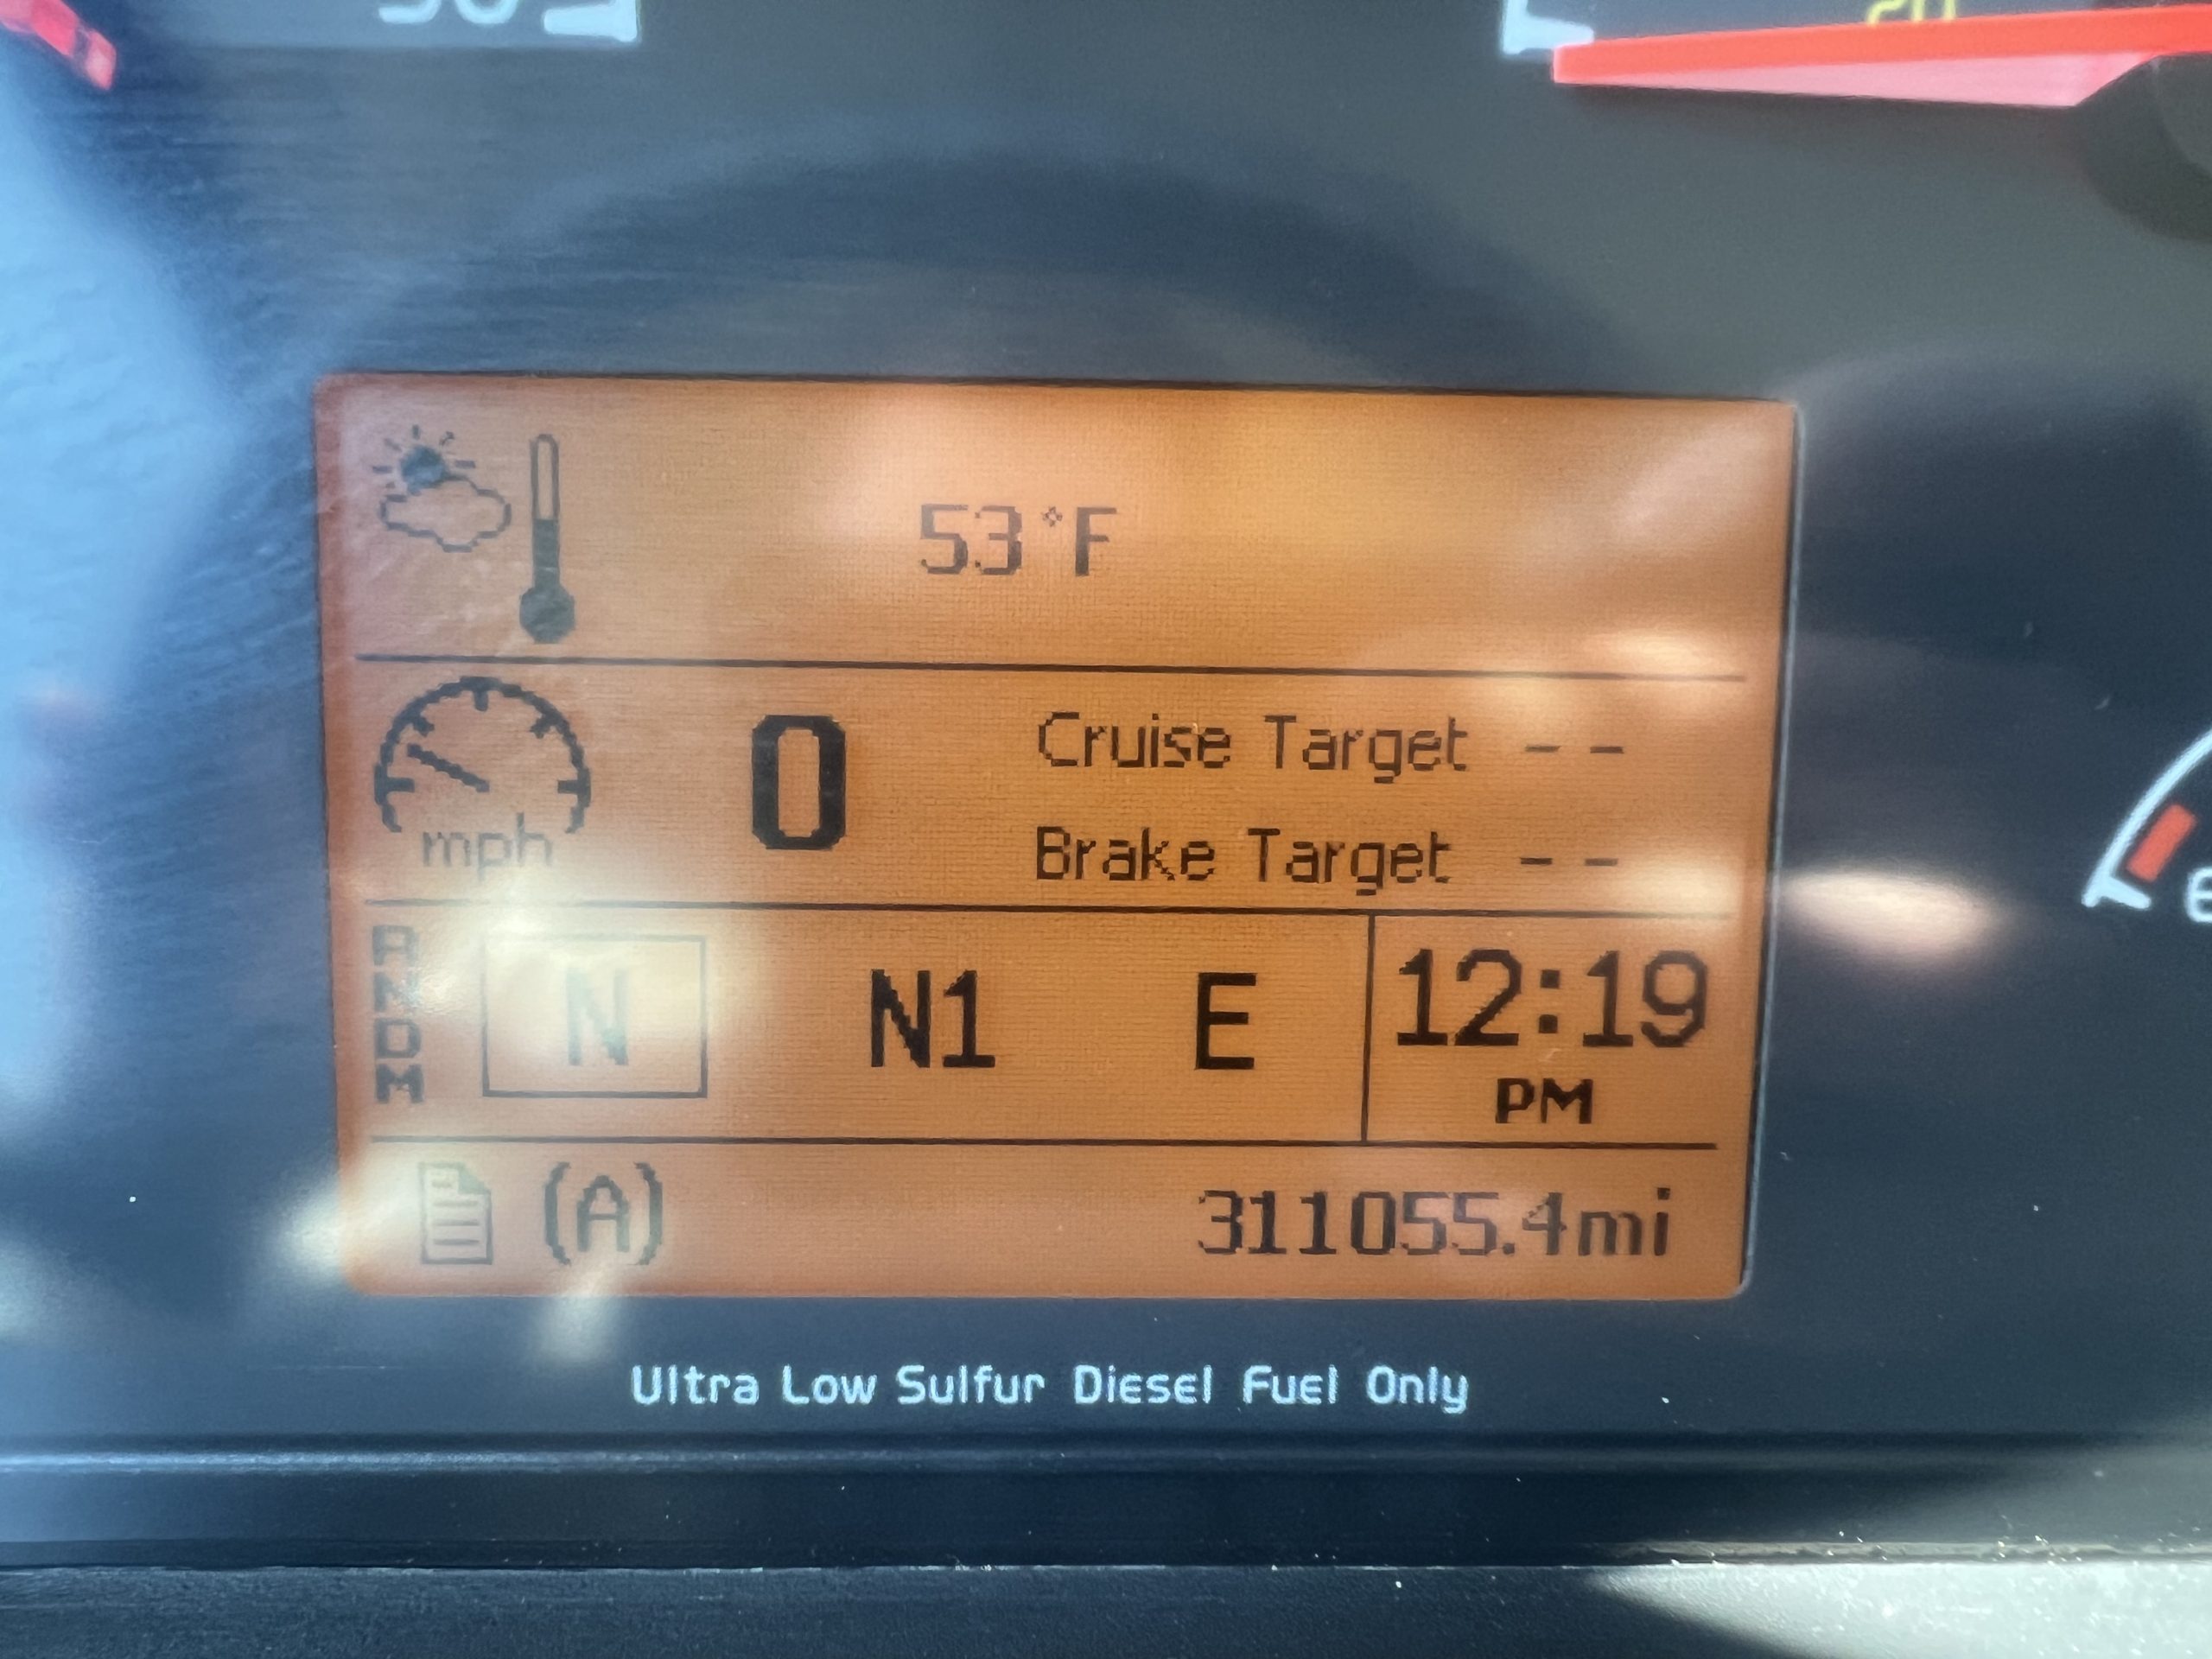 53°F
mph
0
Cruise Target --
Brake Target --
A
N
D
M
N N1 E
12:19
PM
(A)
311055.4mi
Ultra Low Sulfur Diesel Fuel Only